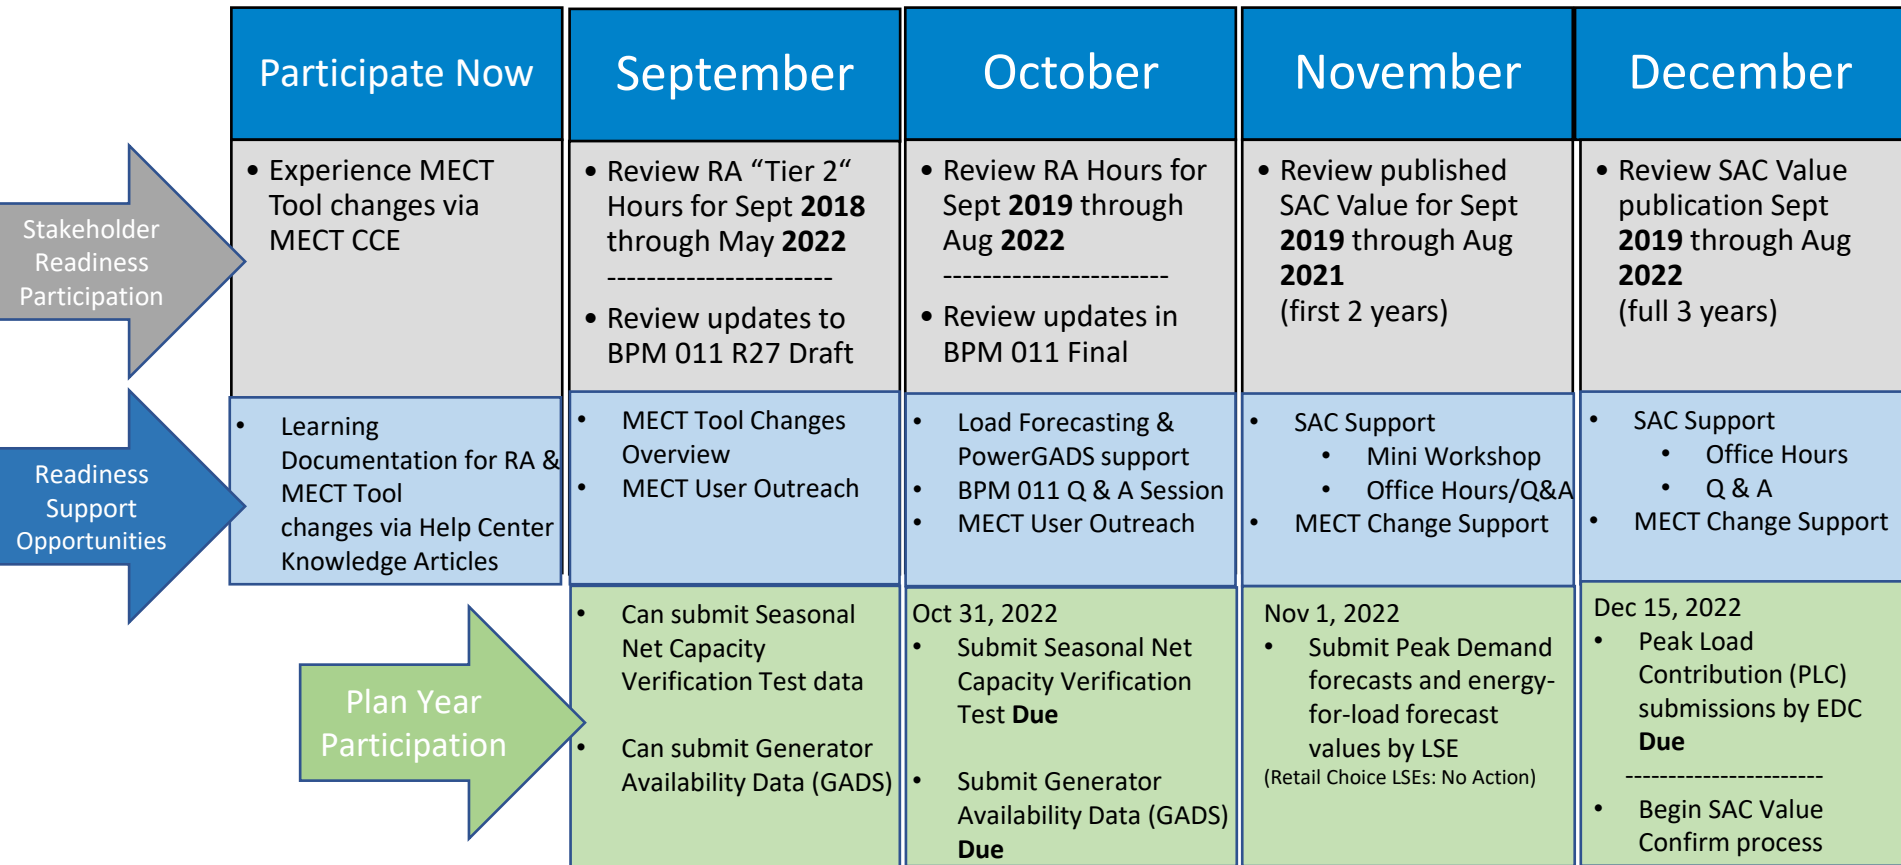 Participate Now
September
October
November
December
Stakeholder
Readiness
Participation
• Experience MECT
Tool changes via
MECT CCE
• Review RA “Tier 2“
Hours for Sept 2018
through May 2022
-----------------------
• Review updates to
BPM 011 R27 Draft
• Review RA Hours for
Sept 2019 through
Aug 2022
-----------------------
• Review updates in
BPM 011 Final
• Review published
SAC Value for Sept
2019 through Aug
2021
(first 2 years)
• Review SAC Value
publication Sept
2019 through Aug
2022
(full 3 years)
Readiness
Support
Opportunities
• Learning
Documentation for RA &
MECT Tool
changes via Help Center
Knowledge Articles
• MECT Tool Changes
Overview
• MECT User Outreach
• Load Forecasting &
PowerGADS support
• BPM 011 Q & A Session
• MECT User Outreach
• SAC Support
• Mini Workshop
• Office Hours/Q&A
• MECT Change Support
• SAC Support
• Office Hours
• Q & A
• MECT Change Support
Plan Year
Participation
• Can submit Seasonal
Net Capacity
Verification Test data
• Can submit Generator
Availability Data (GADS)
Oct 31, 2022
• Submit Seasonal Net
Capacity Verification
Test Due
• Submit Generator
Availability Data (GADS)
Due
Nov 1, 2022
• Submit Peak Demand
forecasts and energy-
for-load forecast
values by LSE
(Retail Choice LSEs: No Action)
Dec 15, 2022
• Peak Load
Contribution (PLC)
submissions by EDC
Due
-----------------------
• Begin SAC Value
Confirm process